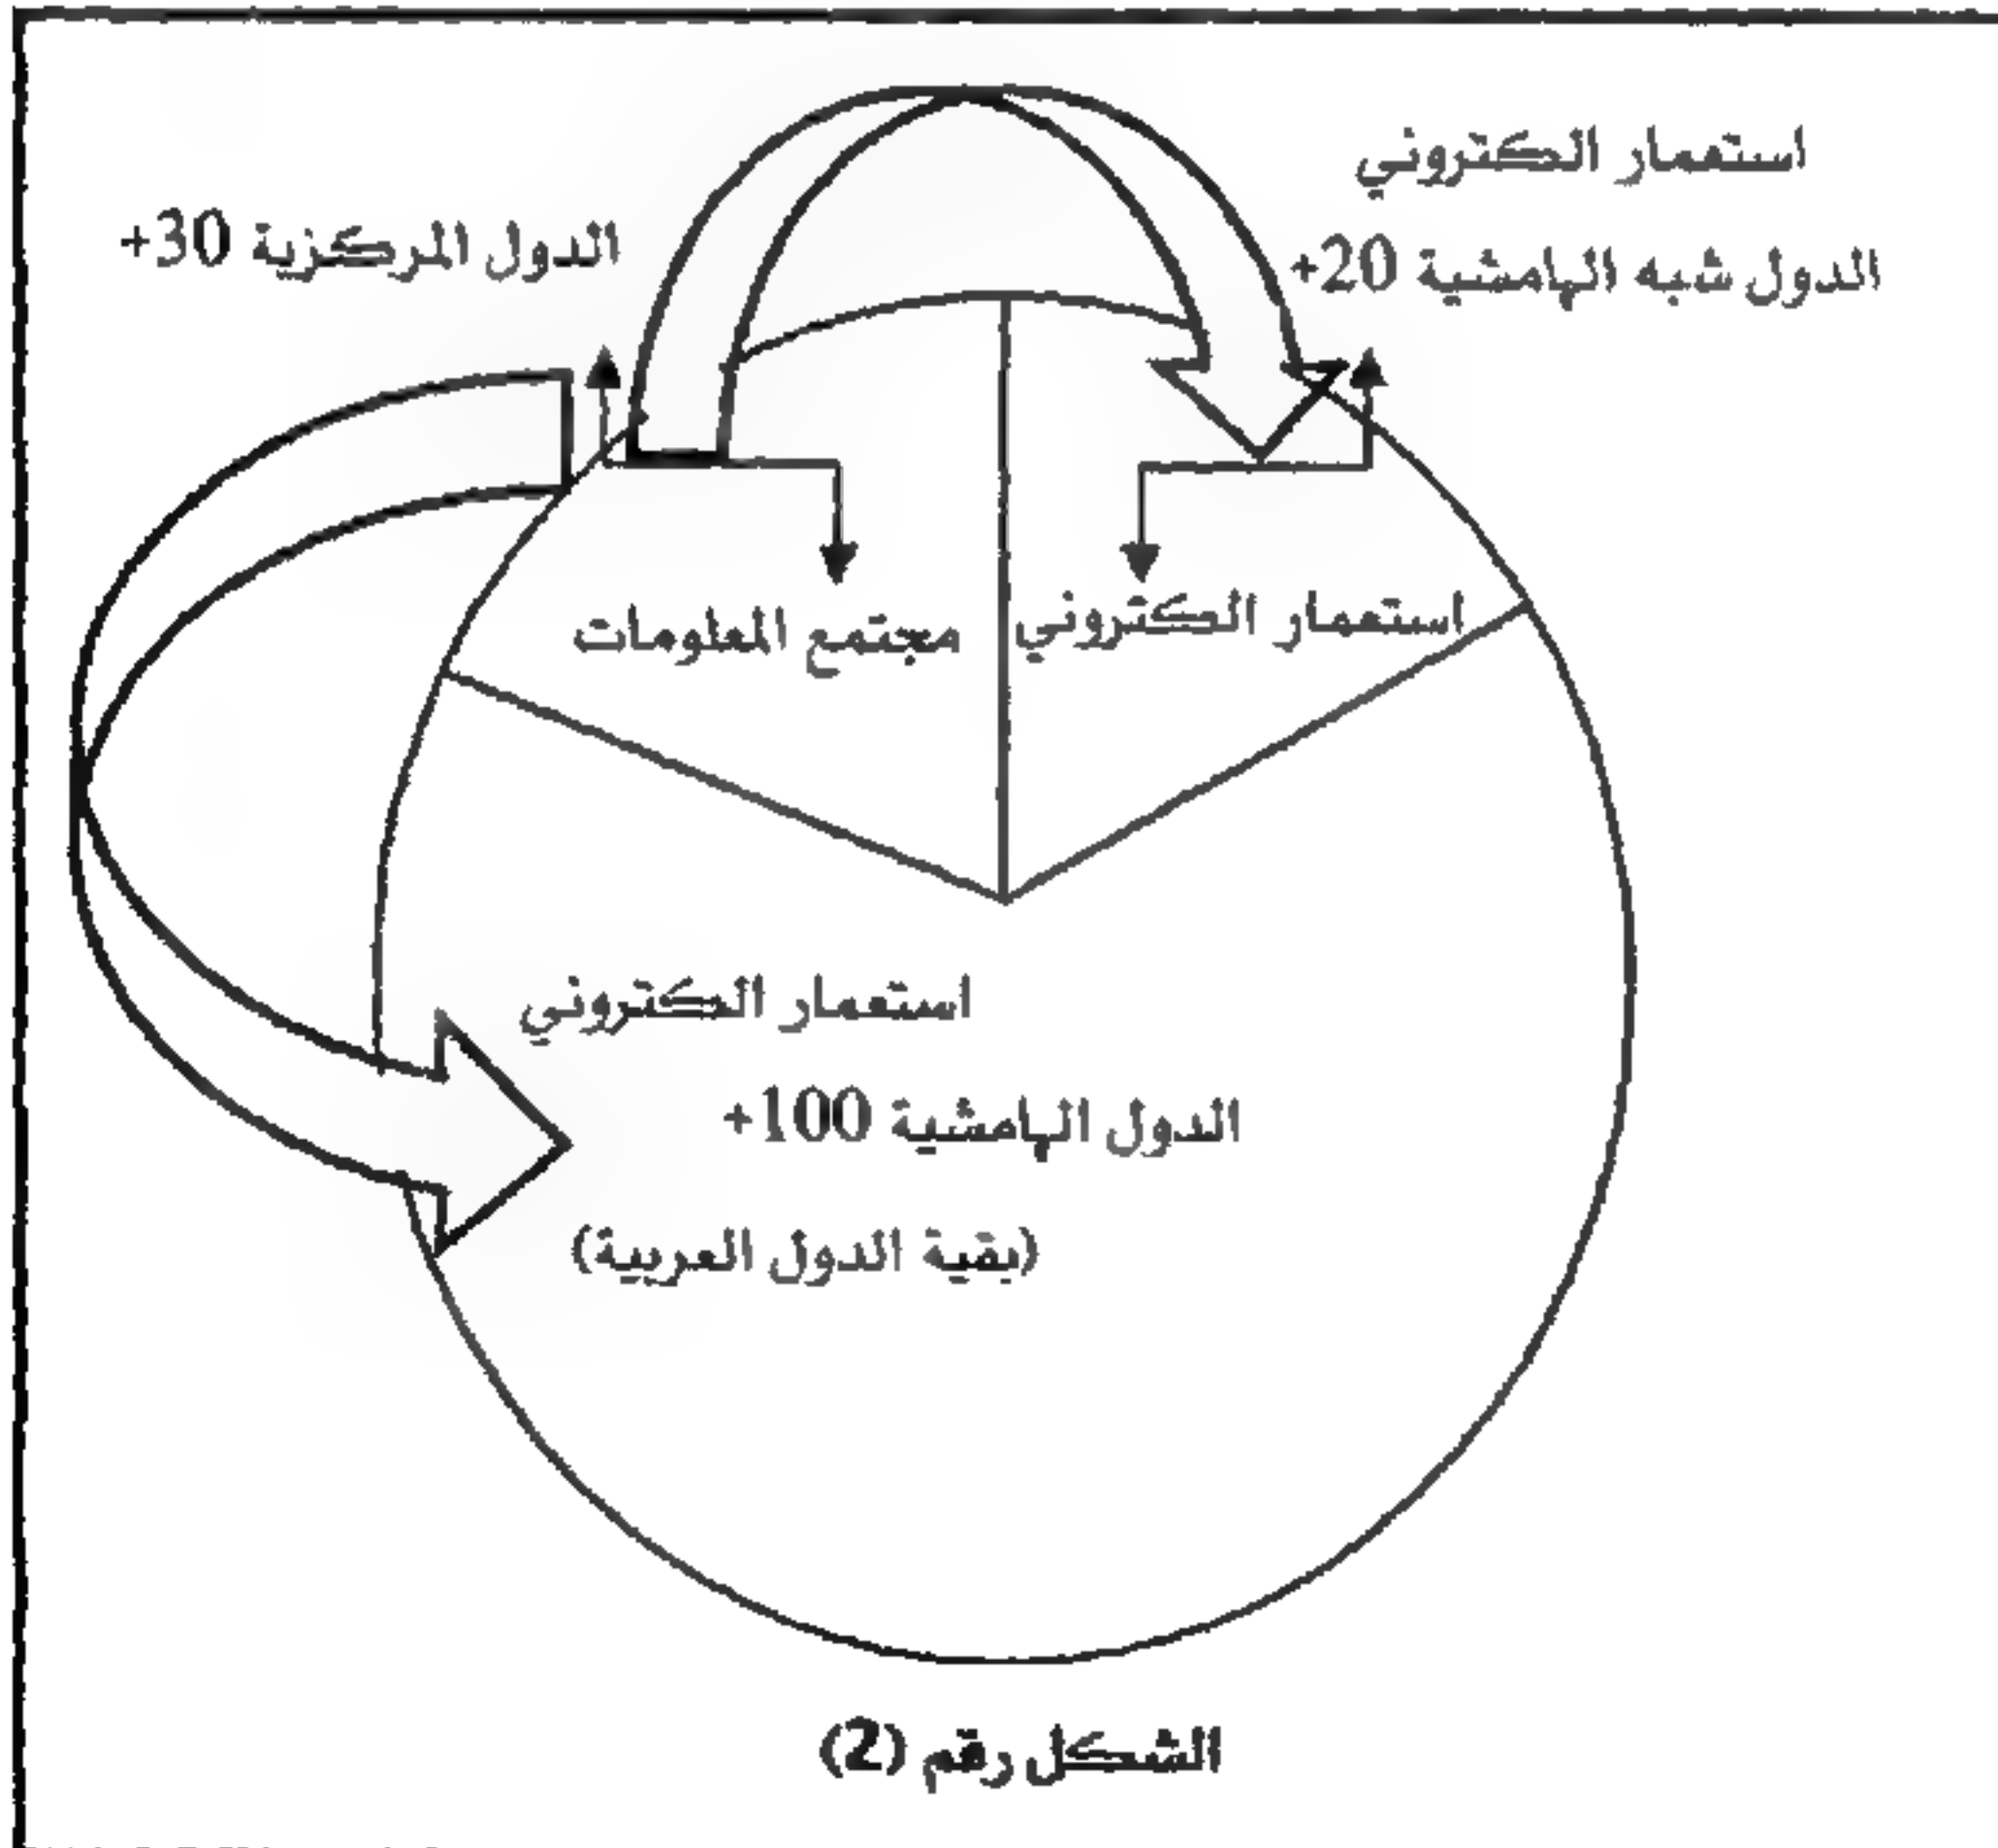 استعمار الكتروني
الدول شبه الهامشية 20+
الدول المركزية 30+
استعمار الكتروني
مجتمع المعلومات
استعمار الكتروني
الدول الهامشية 100+
(بقية الدول العربية)
الشكل رقم (2)